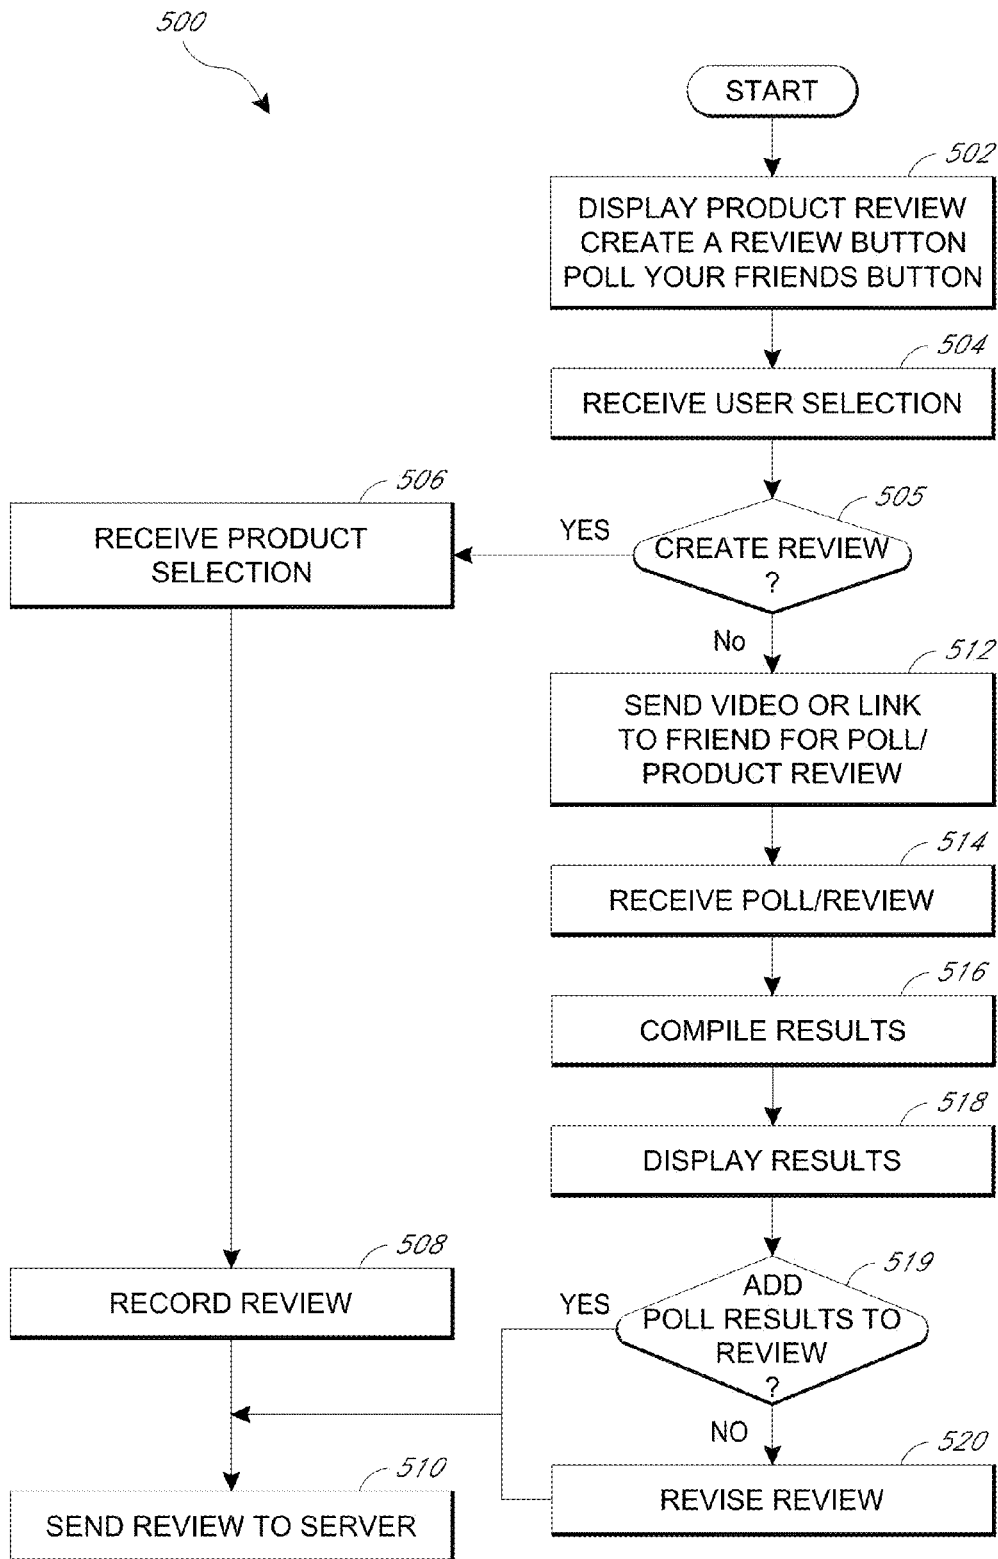 500
START
502
DISPLAY PRODUCT REVIEW
CREATE A REVIEW BUTTON
POLL YOUR FRIENDS BUTTON
504
RECEIVE USER SELECTION
505
CREATE REVIEW
?
YES
506
RECEIVE PRODUCT
SELECTION
No
512
SEND VIDEO OR LINK
TO FRIEND FOR POLL/
PRODUCT REVIEW
514
RECEIVE POLL/REVIEW
516
COMPILE RESULTS
518
DISPLAY RESULTS
519
ADD
POLL RESULTS TO
REVIEW
?
YES
508
RECORD REVIEW
NO
520
REVISE REVIEW
510
SEND REVIEW TO SERVER